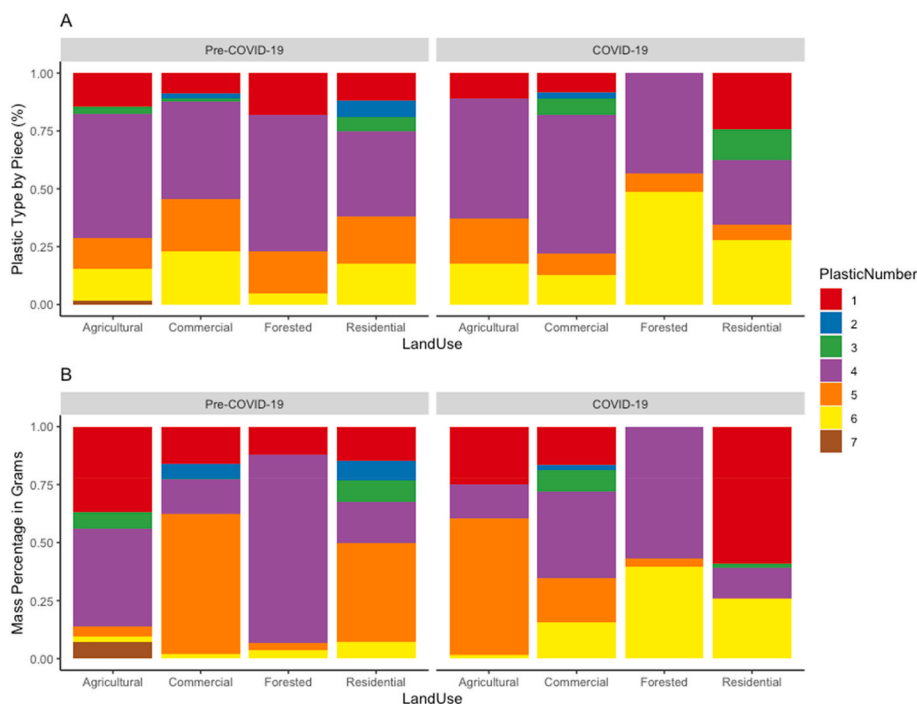 A
Pre-COVID-19 COVID-19
Plastic Type by Piece (%)
1.00
0.75
0.50
0.25
0.00
Agricultural Commercial Forested Residential Agricultural Commercial Forested Residential
LandUse
B
Pre-COVID-19 COVID-19
Mass Percentage in Grams
1.00
0.75
0.50
0.25
0.00
Agricultural Commercial Forested Residential Agricultural Commercial Forested Residential
LandUse
PlasticNumber
1
2
3
4
5
6
7